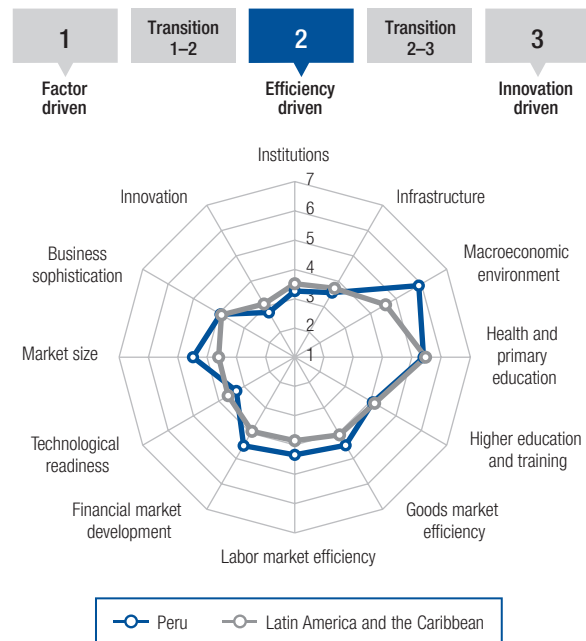 1
Transition
1–2
2
Transition
2–3
3
Factor
driven
Efficiency
driven
Innovation
driven
Institutions
7
6
5
4
3
2
1
Infrastructure
Macroeconomic
environment
Health and
primary
education
Higher education
and training
Goods market
efficiency
Labor market efficiency
Financial market
development
Technological
readiness
Market size
Business
sophistication
Innovation
Peru
Latin America and the Caribbean